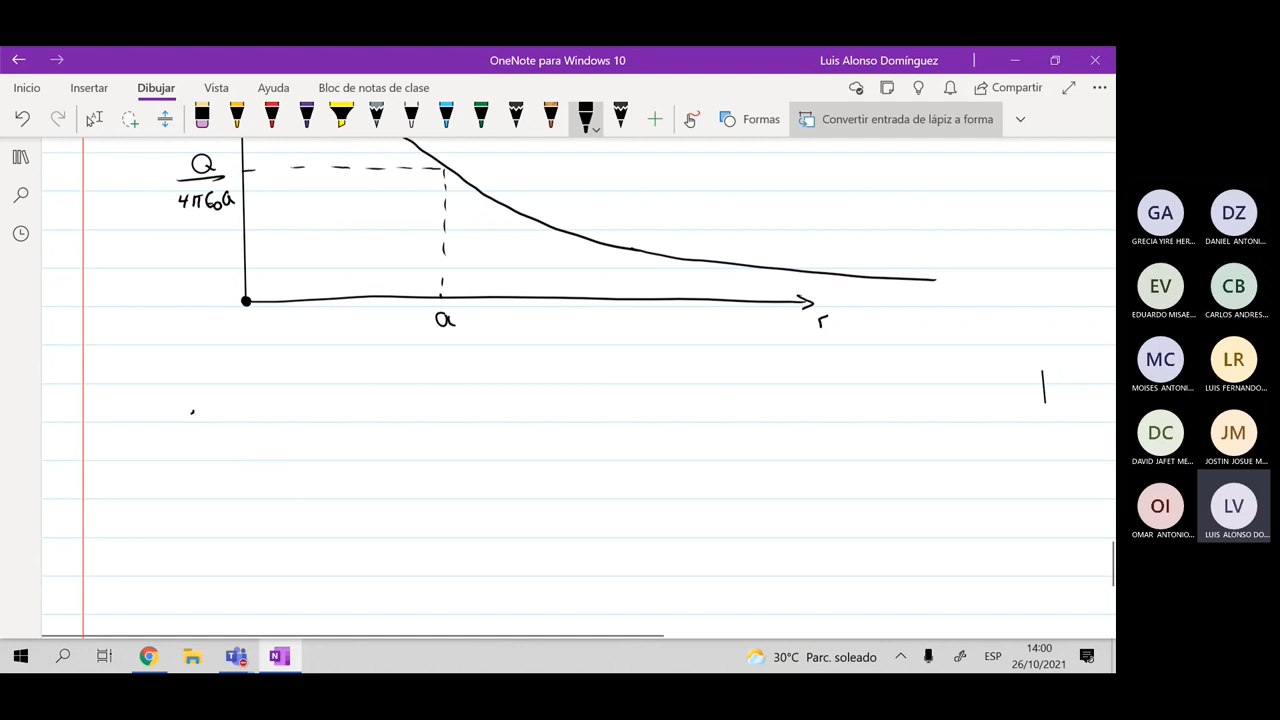 OneNote para Windows 10
Luis Alonso Domínguez
Inicio
Insertar
Dibujar
Vista
Ayuda
Bloc de notas de clase
Compartir
Formas
Convertir entrada de lápiz a forma
Q
4πϵ₀a
a
r
GA
GRECIA YIRE HER...
DZ
DANIEL ANTONI...
EV
EDUARDO MISAE...
CB
CARLOS ANDRES...
MC
MOISES ANTONI...
LR
LUIS FERNANDO...
DC
DAVID JAFET ME...
JM
JOSTIN JOSUE M...
OI
OMAR ANTONIO...
LV
LUIS ALONSO DO...
30°C Parc. soleado
ESP
14:00
26/10/2021